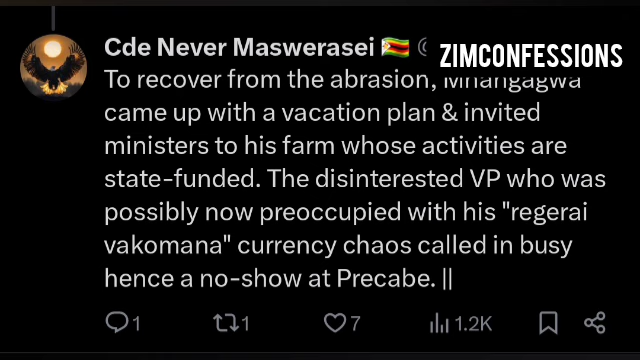 Cde Never Maswerasei 🇿🇼 @
ZIMCONFESSIONS
To recover from the abrasion, Mnangagwa
came up with a vacation plan & invited
ministers to his farm whose activities are
state-funded. The disinterested VP who was
possibly now preoccupied with his "regerai
vakomana" currency chaos called in busy
hence a no-show at Precabe. ||
1 1 7 1.2K